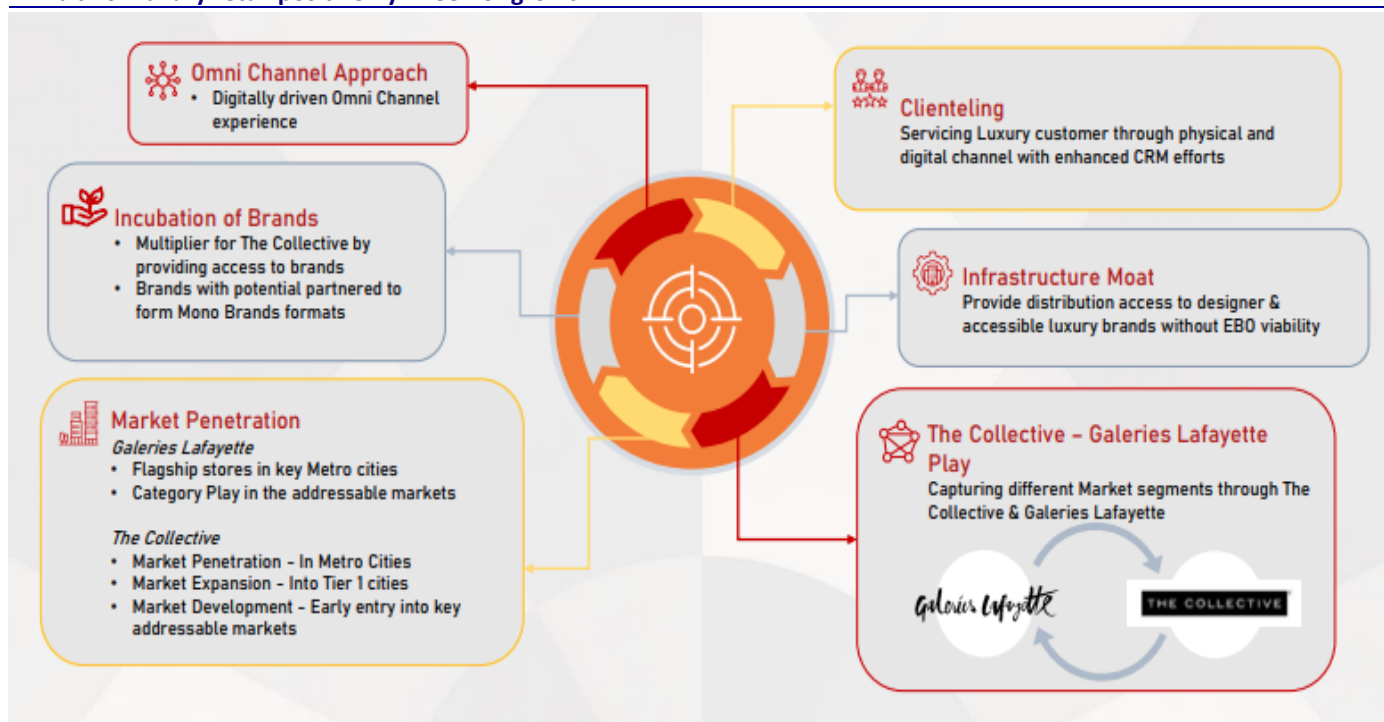 Omni Channel Approach
• Digitally driven Omni Channel
experience
Incubation of Brands
• Multiplier for The Collective by
providing access to brands
• Brands with potential partnered to
form Mono Brands formats
Market Penetration
Galeries Lafayette
• Flagship stores in key Metro cities
• Category Play in the addressable markets
The Collective
• Market Penetration - In Metro Cities
• Market Expansion - Into Tier 1 cities
• Market Development - Early entry into key
addressable markets
Clienteling
Servicing Luxury customer through physical and
digital channel with enhanced CRM efforts
Infrastructure Moat
Provide distribution access to designer &
accessible luxury brands without EBO viability
The Collective – Galeries Lafayette
Play
Capturing different Market segments through The
Collective & Galeries Lafayette
Galeries Lafayette
THE COLLECTIVE